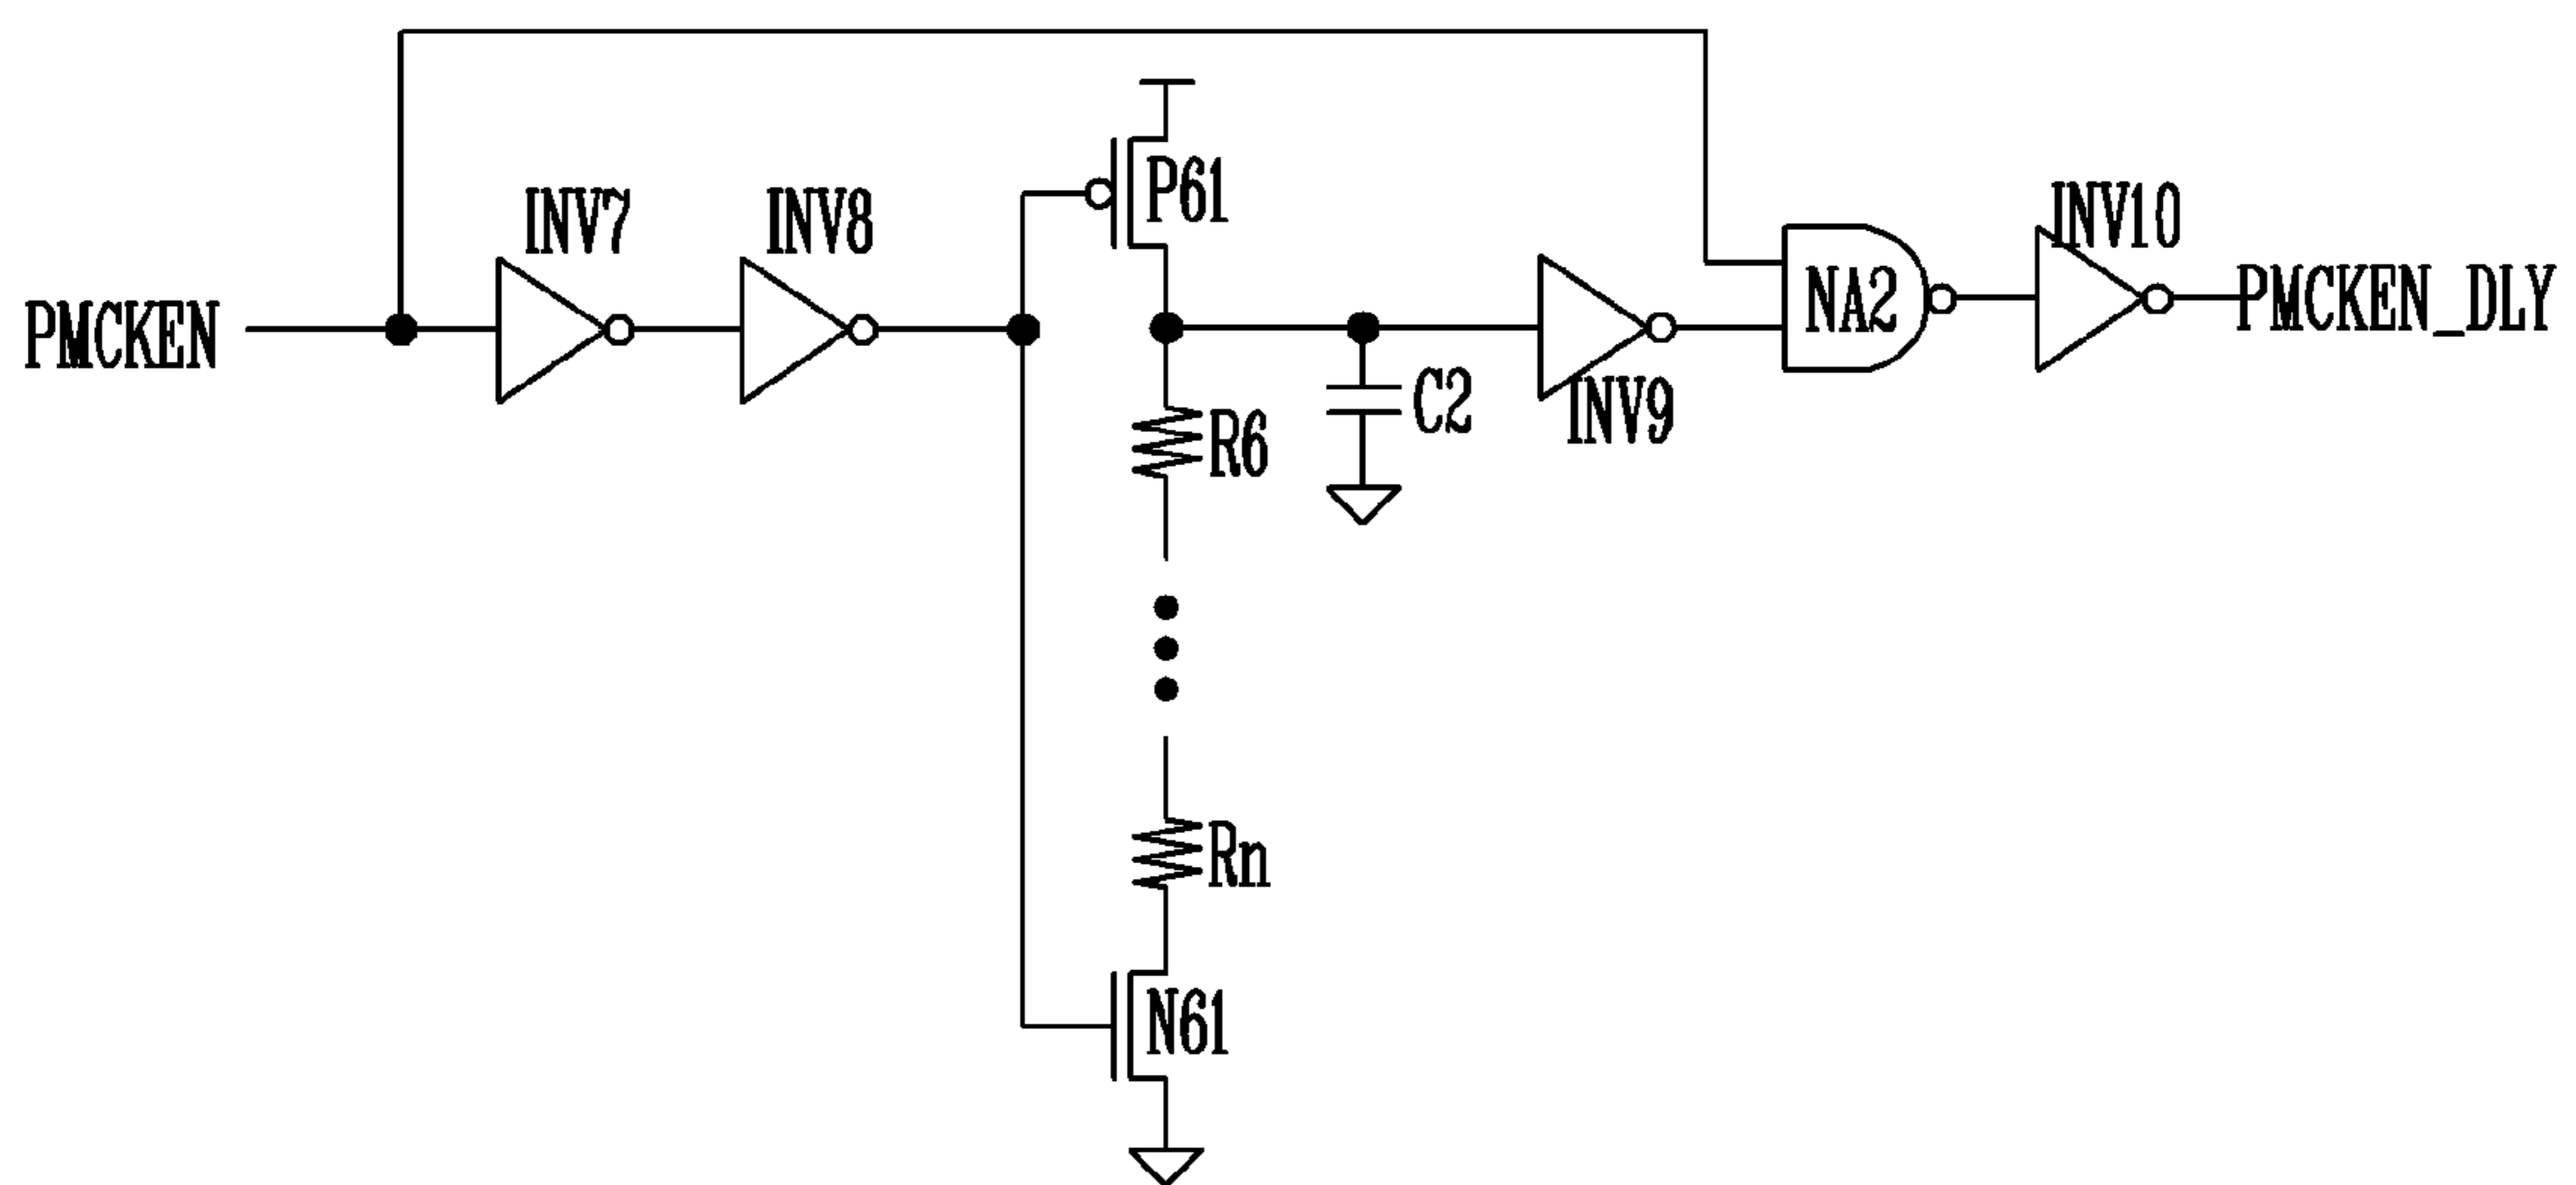 PMCKEN
INV7
INV8
P61
R6
Rn
N61
C2
INV9
NA2
INV10
PMCKEN_DLY